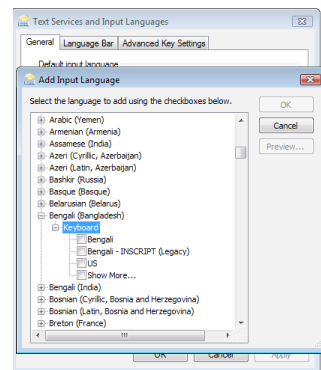 Text Services and Input Languages
General Language Bar Advanced Key Settings
Default input language
Add Input Language
Select the language to add using the checkboxes below.
OK
Cancel
Preview...
Arabic (Yemen)
Armenian (Armenia)
Assamese (India)
Azeri (Cyrillic, Azerbaijan)
Azeri (Latin, Azerbaijan)
Bashkir (Russia)
Basque (Basque)
Belarusian (Belarus)
Bengali (Bangladesh)
Keyboard
Bengali
Bengali - INSCRIPT (Legacy)
US
Show More...
Bengali (India)
Bosnian (Cyrillic, Bosnia and Herzegovina)
Bosnian (Latin, Bosnia and Herzegovina)
Breton (France)
OK Cancel Apply